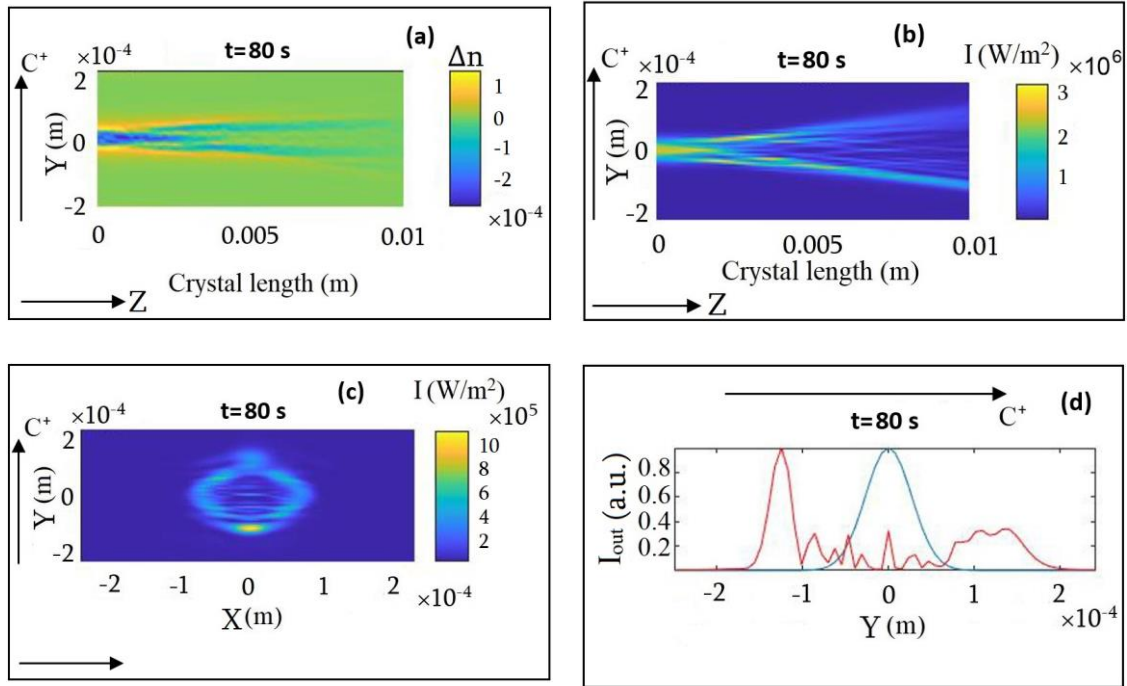 (a)
t=80 s
C⁺
×10⁻⁴
Δn
2
0
-2
Y (m)
1
0
-1
-2
×10⁻⁴
0 0.005 0.01
Crystal length (m)
Z
(b)
t=80 s
C⁺
×10⁻⁴
I (W/m²) ×10⁶
2
0
-2
Y (m)
3
2
1
0 0.005 0.01
Crystal length (m)
Z
(c)
t=80 s
C⁺
×10⁻⁴
I (W/m²)
×10⁵
2
0
-2
Y (m)
10
8
6
4
2
-2 -1 0 1 2
×10⁻⁴
X (m)
C⁺
(d)
t=80 s
0.8
0.6
0.4
0.2
I_out (a.u.)
-2 -1 0 1 2
×10⁻⁴
Y (m)